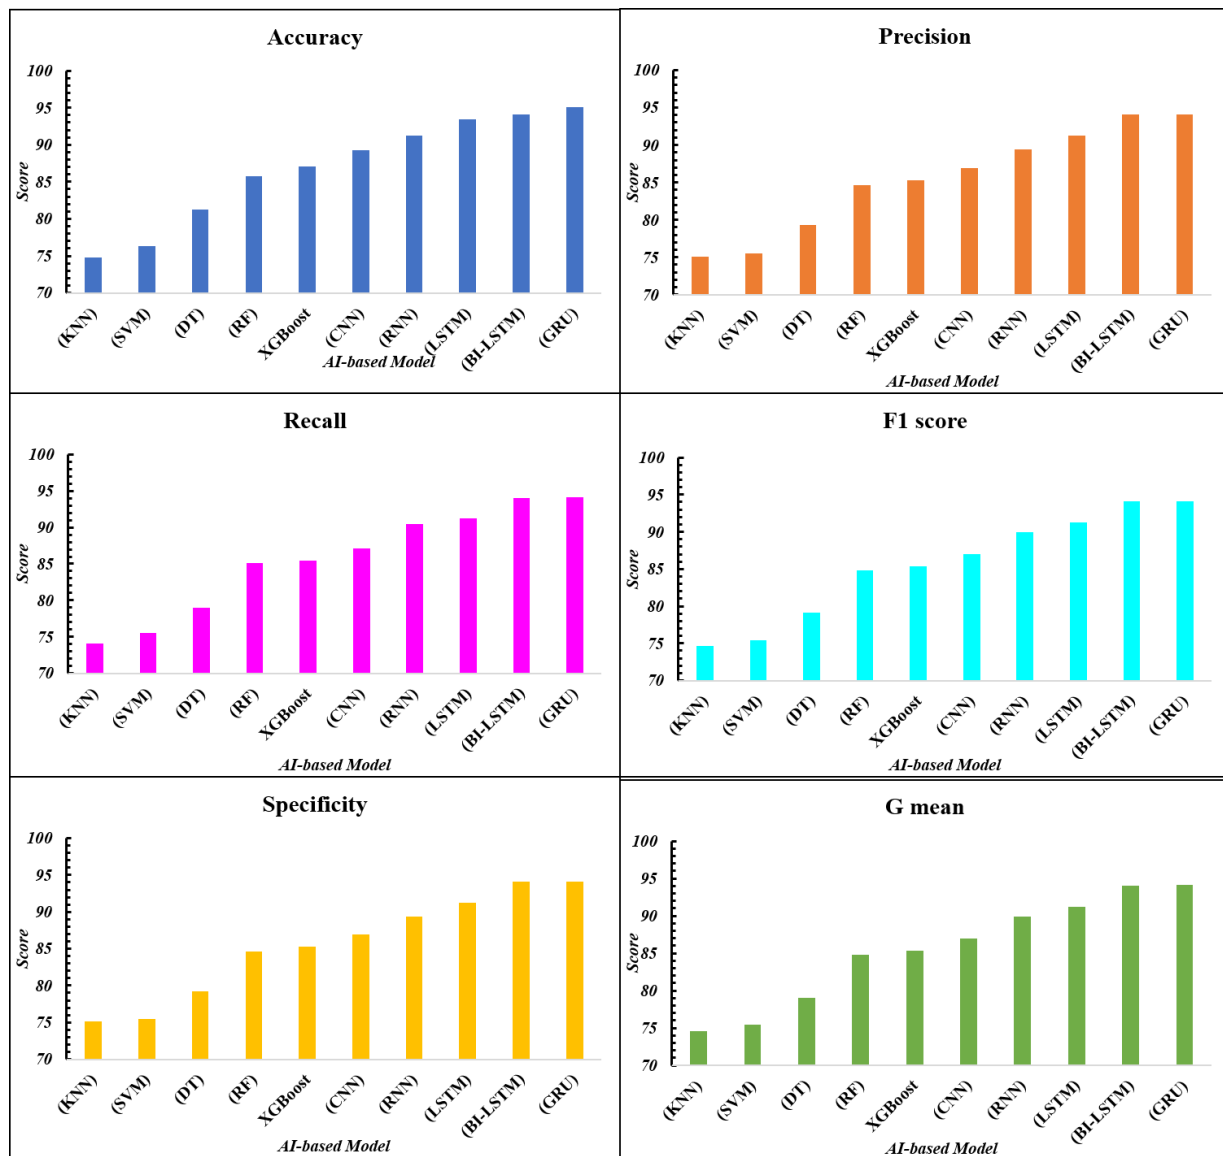 Accuracy
100
95
90
85
80
75
70
Score
(KNN)
(SVM)
(DT)
(RF)
XGBoost
(CNN)
(RNN)
(LSTM)
(BI-LSTM)
(GRU)
AI-based Model
Precision
100
95
90
85
80
75
70
Score
(KNN)
(SVM)
(DT)
(RF)
XGBoost
(CNN)
(RNN)
(LSTM)
(BI-LSTM)
(GRU)
AI-based Model
Recall
100
95
90
85
80
75
70
Score
(KNN)
(SVM)
(DT)
(RF)
XGBoost
(CNN)
(RNN)
(LSTM)
(BI-LSTM)
(GRU)
AI-based Model
F1 score
100
95
90
85
80
75
70
Score
(KNN)
(SVM)
(DT)
(RF)
XGBoost
(CNN)
(RNN)
(LSTM)
(BI-LSTM)
(GRU)
AI-based Model
Specificity
100
95
90
85
80
75
70
Score
(KNN)
(SVM)
(DT)
(RF)
XGBoost
(CNN)
(RNN)
(LSTM)
(BI-LSTM)
(GRU)
AI-based Model
G mean
100
95
90
85
80
75
70
Score
(KNN)
(SVM)
(DT)
(RF)
XGBoost
(CNN)
(RNN)
(LSTM)
(BI-LSTM)
(GRU)
AI-based Model